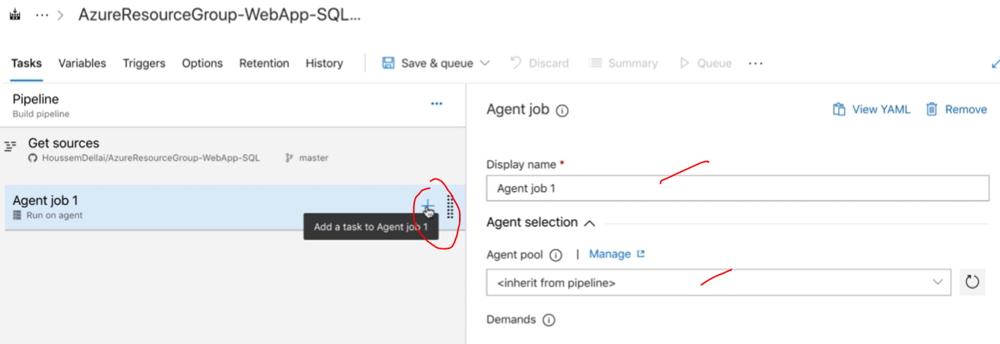 ... > AzureResourceGroup-WebApp-SQL...
Tasks Variables Triggers Options Retention History Save & queue Discard Summary Queue ...
Pipeline ...
Build pipeline
Get sources
HoussemDellai/AzureResourceGroup-WebApp-SQL master
Agent job 1
Run on agent
Add a task to Agent job 1
Agent job
View YAML Remove
Display name *
Agent job 1
Agent selection
Agent pool | Manage
<inherit from pipeline>
Demands